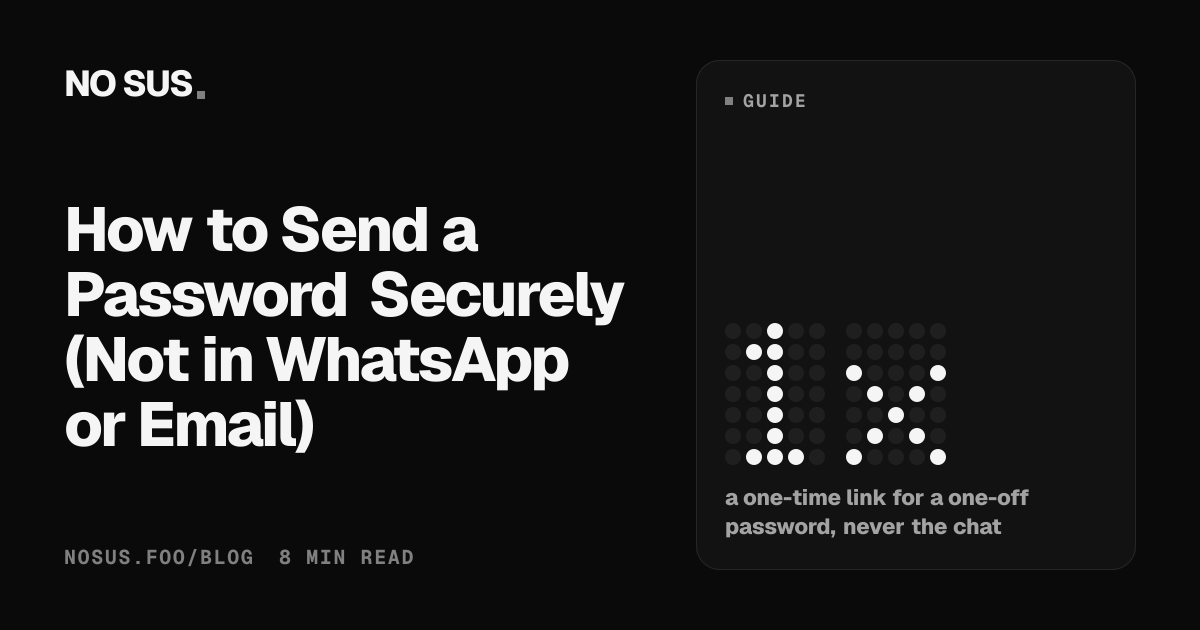 NO SUS.
How to Send a
Password Securely
(Not in WhatsApp
or Email)
NOSUS.FOO/BLOG 8 MIN READ
GUIDE
1x
a one-time link for a one-off
password, never the chat